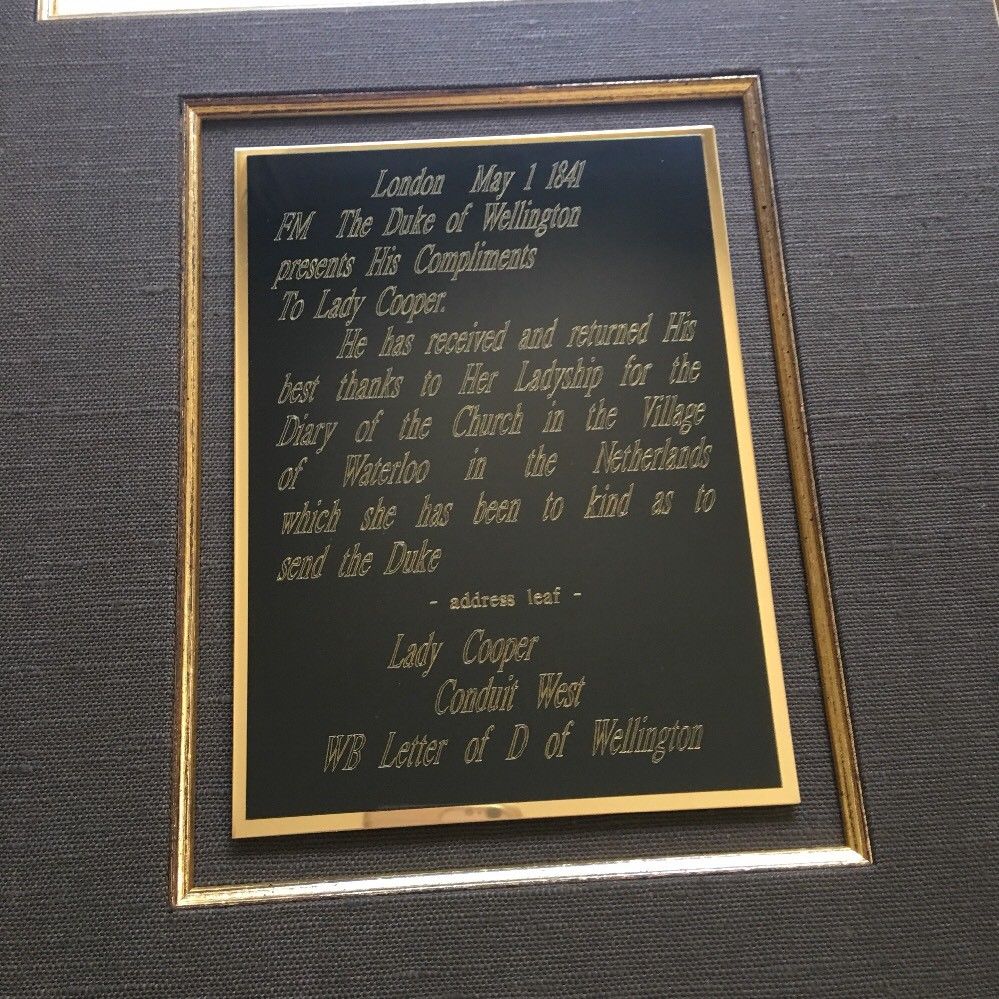 London May 1 1841
FM The Duke of Wellington
presents His Compliments
To Lady Cooper.
He has received and returned His
best thanks to Her Ladyship for the
Diary of the Church in the Village
of Waterloo in the Netherlands
which she has been to kind as to
send the Duke
- address leaf -
Lady Cooper
Conduit West
WB Letter of D of Wellington